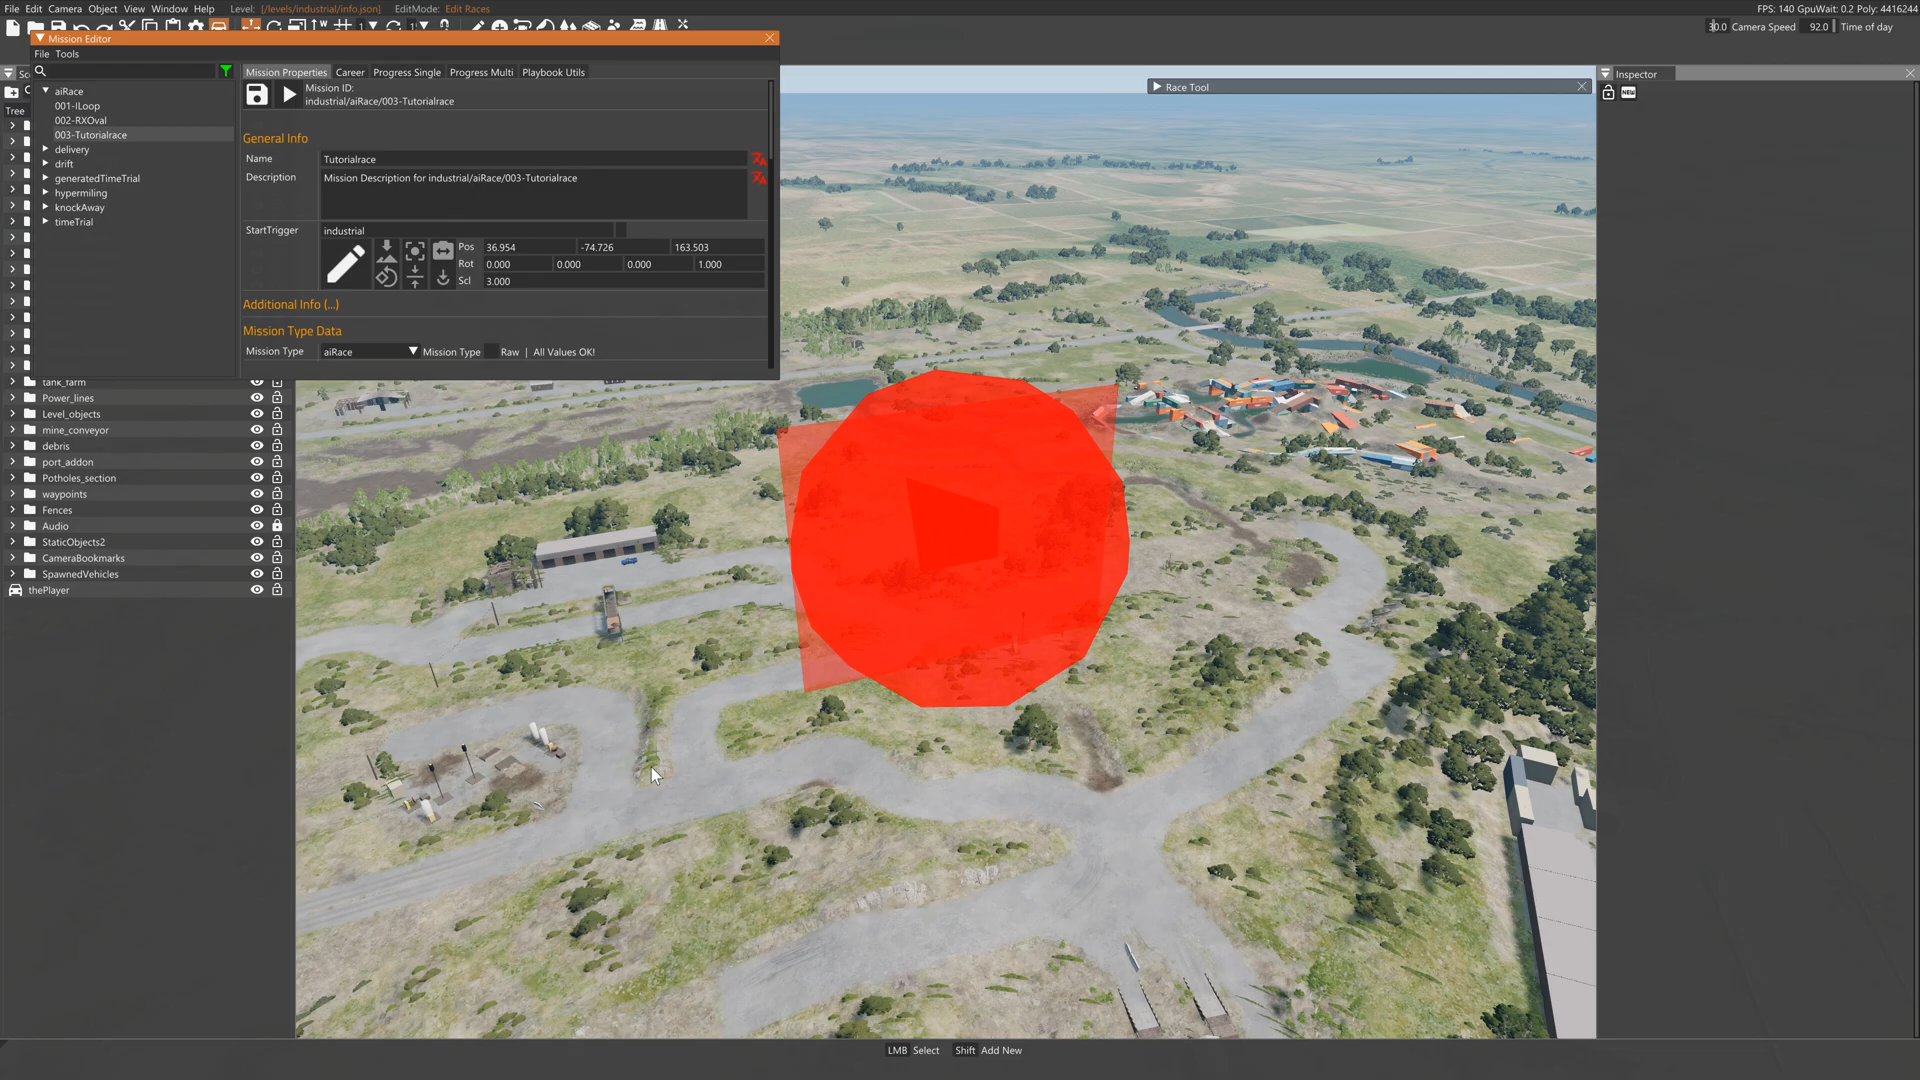 File Edit Camera Object View Window Help Level: [/levels/industrial/info.json] EditMode: Edit Races FPS: 140 GpuWait: 0.2 Poly: 4416244
30.0 Camera Speed 92.0 Time of day
Mission Editor
File Tools
Mission Properties Career Progress Single Progress Multi Playbook Utils
Race Tool
Inspector
NEW
Tree
aiRace
001-ILoop
002-RXOval
003-Tutorialrace
delivery
drift
generatedTimeTrial
hypermiling
knockAway
timeTrial
Mission ID:
industrial/aiRace/003-Tutorialrace
General Info
Name Tutorialrace
Description Mission Description for industrial/aiRace/003-Tutorialrace
StartTrigger industrial
Pos 36.954 -74.726 163.503
Rot 0.000 0.000 0.000 1.000
Scl 3.000
Additional Info (...)
Mission Type Data
Mission Type aiRace Mission Type Raw | All Values OK!
tank_farm
Power_lines
Level_objects
mine_conveyor
debris
port_addon
Potholes_section
waypoints
Fences
Audio
StaticObjects2
CameraBookmarks
SpawnedVehicles
thePlayer
LMB Select Shift Add New